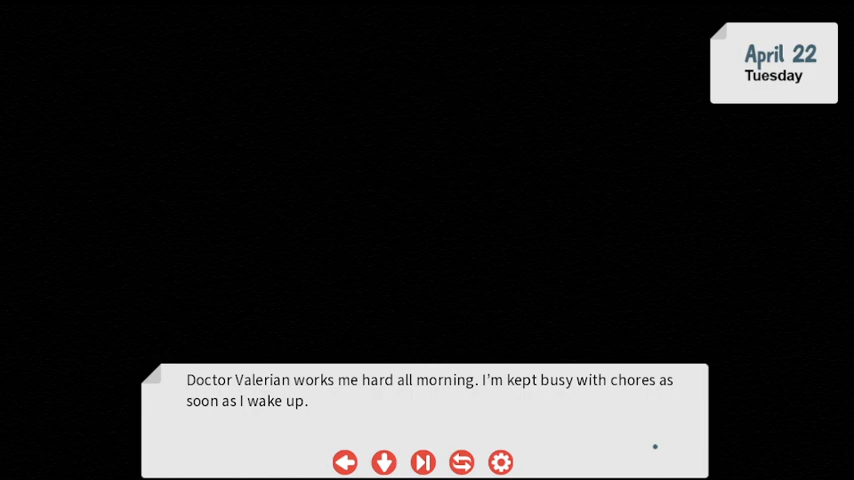 April 22
Tuesday
Doctor Valerian works me hard all morning. I'm kept busy with chores as
soon as I wake up.